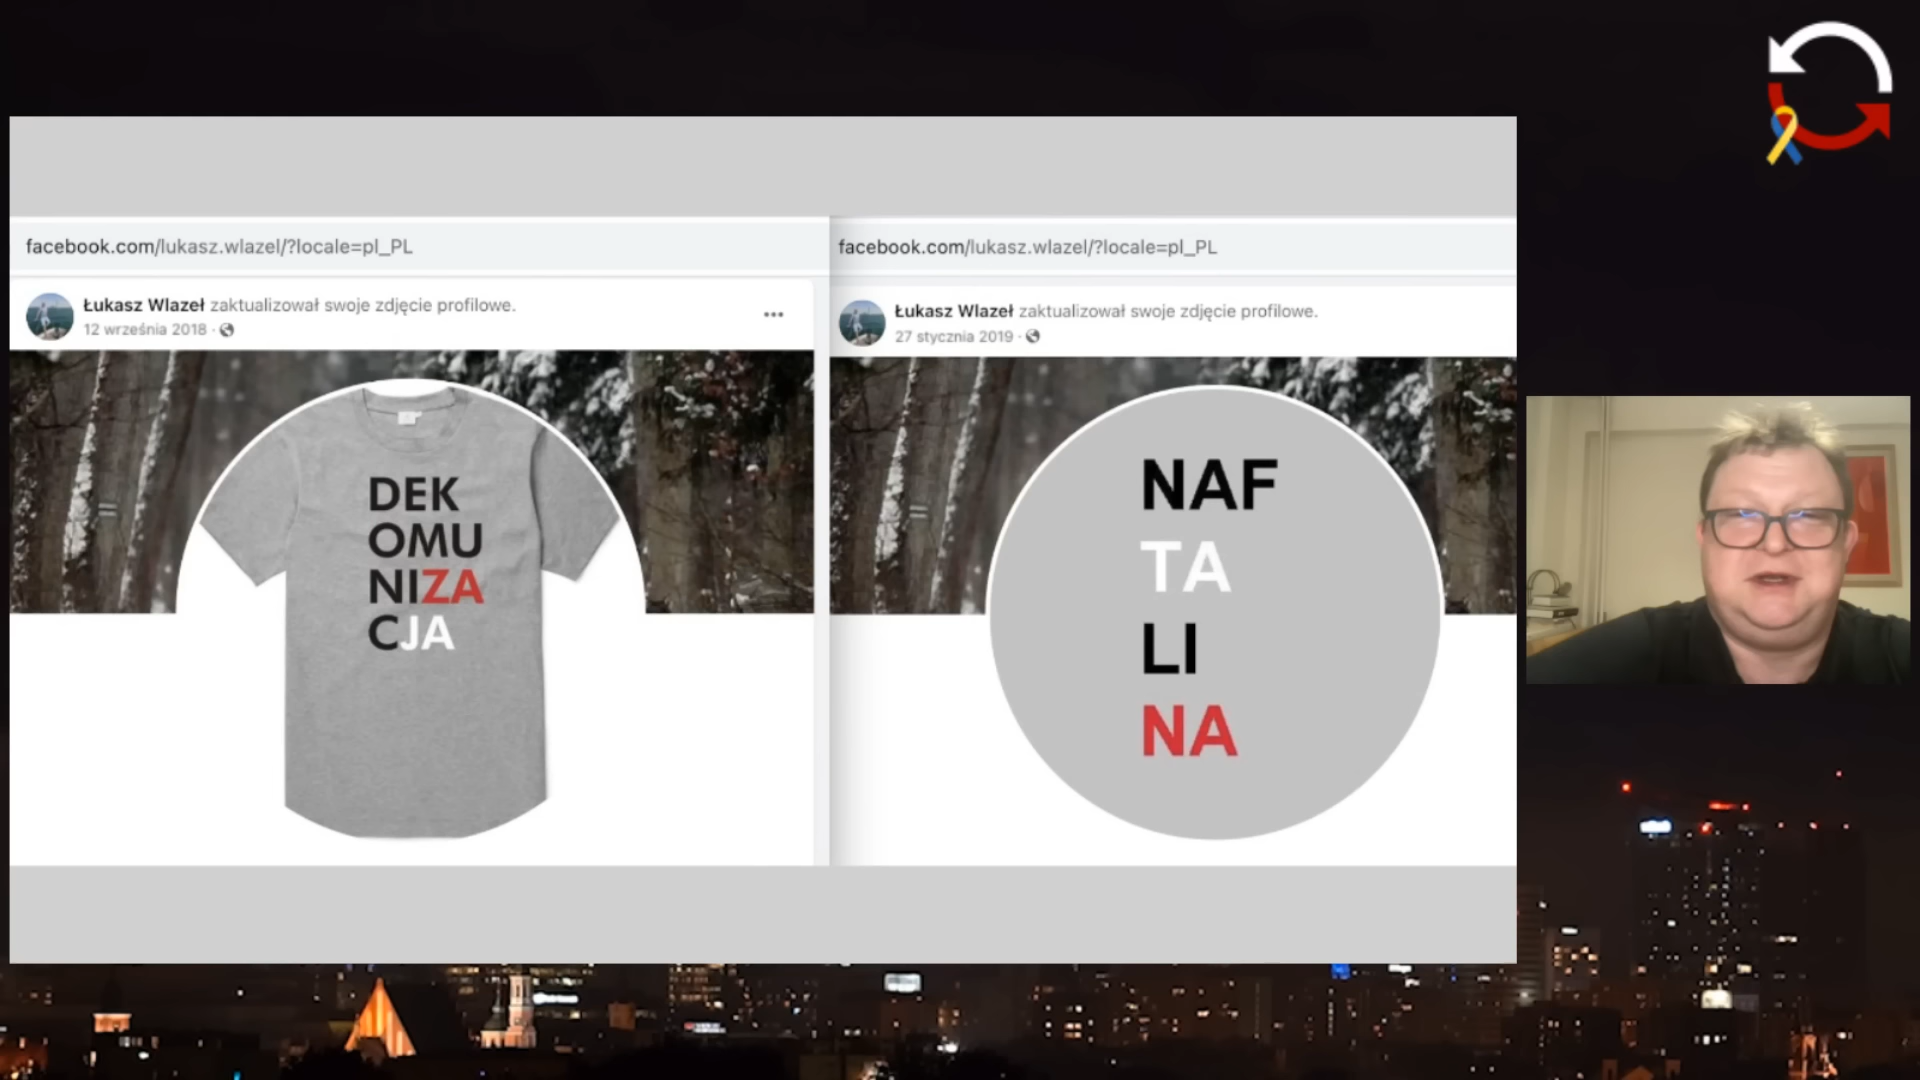 facebook.com/lukasz.wlazel/?locale=pl_PL
Łukasz Wlazeł zaktualizował swoje zdjęcie profilowe.
12 września 2018
DEK
OMU
NIZA
CJA
facebook.com/lukasz.wlazel/?locale=pl_PL
Łukasz Wlazeł zaktualizował swoje zdjęcie profilowe.
27 stycznia 2019
NAF
TA
LI
NA